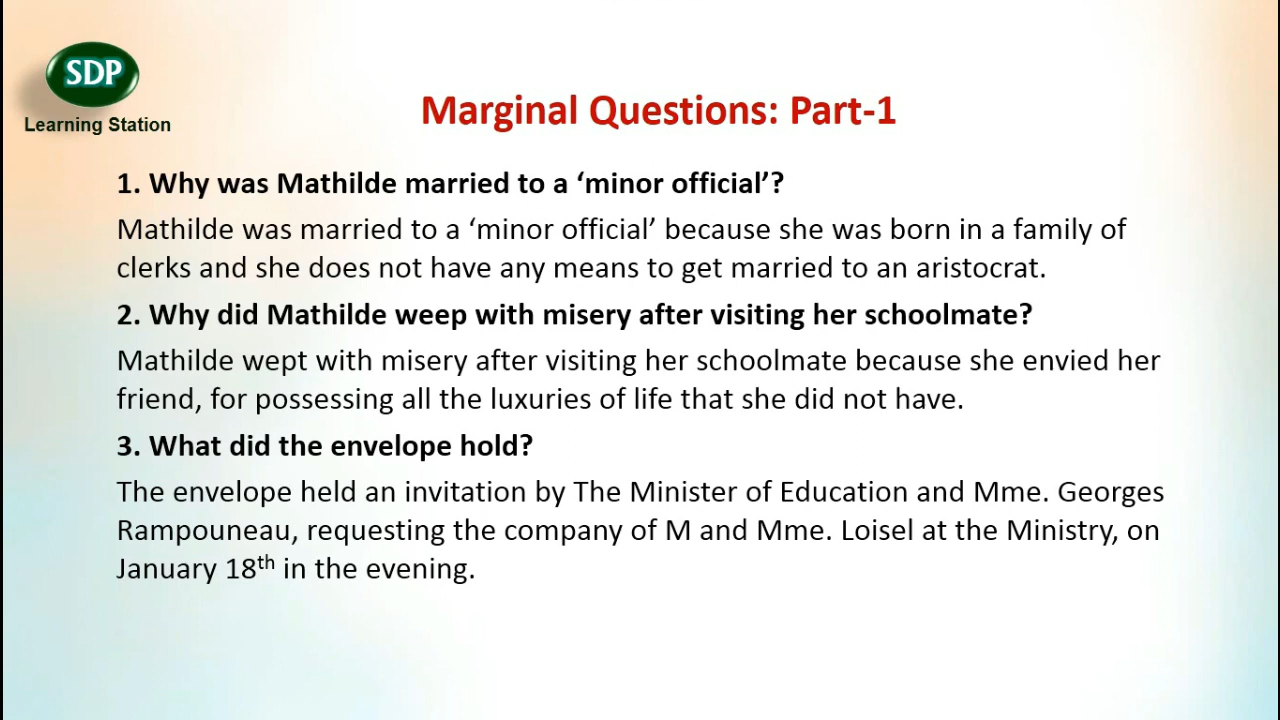 SDP
Learning Station
Marginal Questions: Part-1
1. Why was Mathilde married to a ‘minor official’?
Mathilde was married to a ‘minor official’ because she was born in a family of
clerks and she does not have any means to get married to an aristocrat.
2. Why did Mathilde weep with misery after visiting her schoolmate?
Mathilde wept with misery after visiting her schoolmate because she envied her
friend, for possessing all the luxuries of life that she did not have.
3. What did the envelope hold?
The envelope held an invitation by The Minister of Education and Mme. Georges
Rampouneau, requesting the company of M and Mme. Loisel at the Ministry, on
January 18th in the evening.